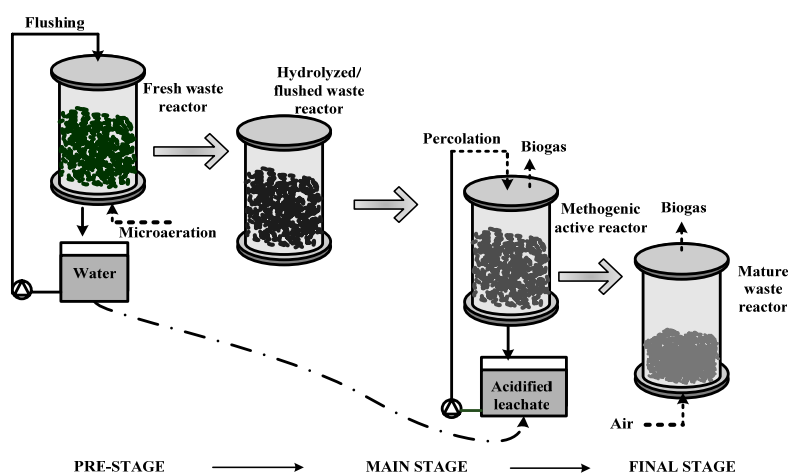 Flushing
Fresh waste
reactor
Hydrolyzed/
flushed waste
reactor
Microaeration
Water
Percolation
Biogas
Methogenic
active reactor
Acidified
leachate
Biogas
Mature
waste
reactor
Air
PRE-STAGE
MAIN STAGE
FINAL STAGE